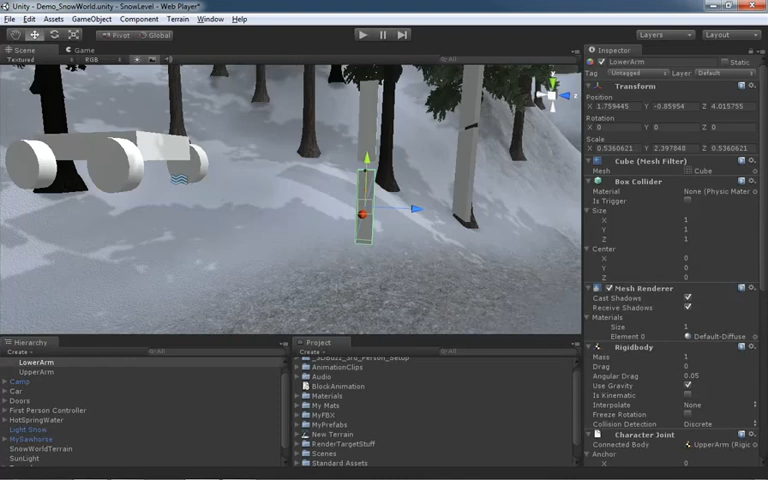 Unity - Demo_SnowWorld.unity - SnowLevel - Web Player*
File Edit Assets GameObject Component Terrain Window Help
Pivot Global Layers Layout
Scene Game Inspector
Textured RGB All
LowerArm Static
Tag Untagged Layer Default
Transform
Position
X 1.759445 Y -0.85954 Z 4.015755
Rotation
X 0 Y 0 Z 0
Scale
X 0.5360621 Y 2.397848 Z 0.5360621
Cube (Mesh Filter)
Mesh Cube
Box Collider
Material None (Physic Mater
Is Trigger
Size
X 1
Y 1
Z 1
Center
X 0
Y 0
Z 0
Mesh Renderer
Cast Shadows
Receive Shadows
Materials
Size 1
Element 0 Default-Diffuse
Rigidbody
Mass 1
Drag 0
Angular Drag 0.05
Use Gravity
Is Kinematic
Interpolate None
Freeze Rotation
Collision Detection Discrete
Character Joint
Connected Body UpperArm (Rigic
Anchor
X 0
Hierarchy
Create All
LowerArm
UpperArm
Camp
Car
Doors
First Person Controller
HotSpringWater
Light Snow
MySawhorse
SnowWorldTerrain
SunLight
Project
Create All
AnimationClips
Audio
BlockAnimation
Materials
My Mats
MyFBX
MyPrefabs
New Terrain
RenderTargetStuff
Scenes
Standard Assets